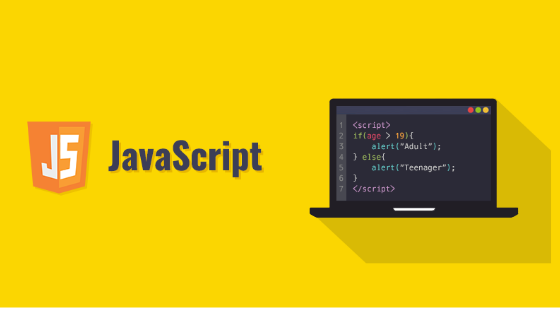 JS
JavaScript
1 <script>
2 if(age > 19){
3 alert(“Adult”);
4 } else{
5 alert(“Teenager”);
6 }
7 </script>